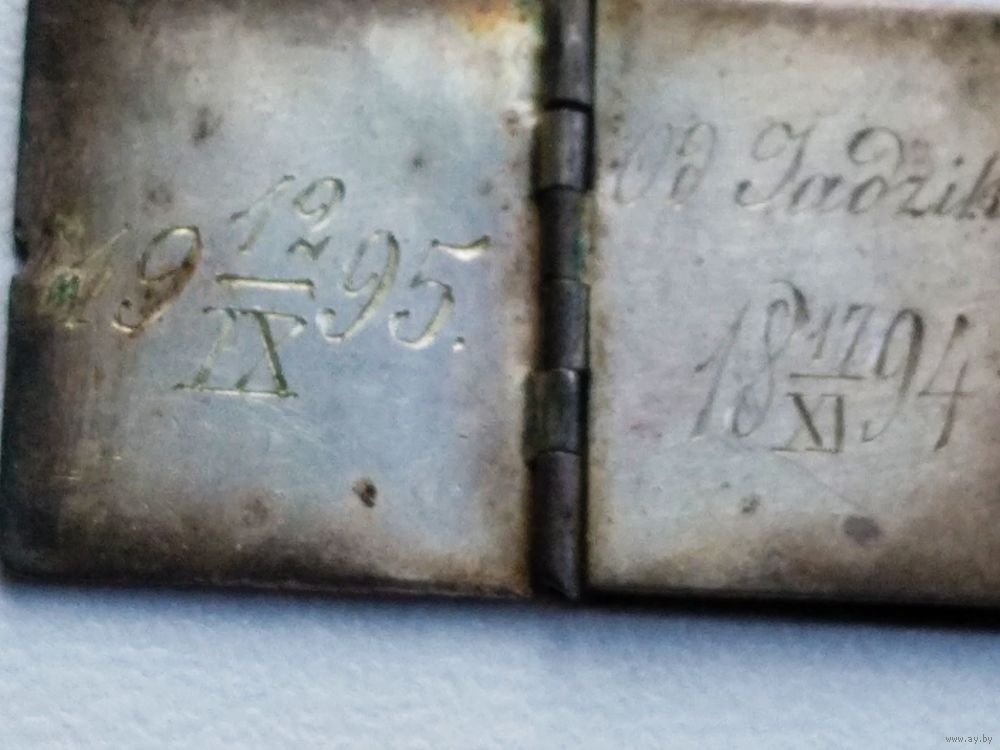 19 12/IX 95.
Od Jadzik
18 17/XI 94
www.ay.by